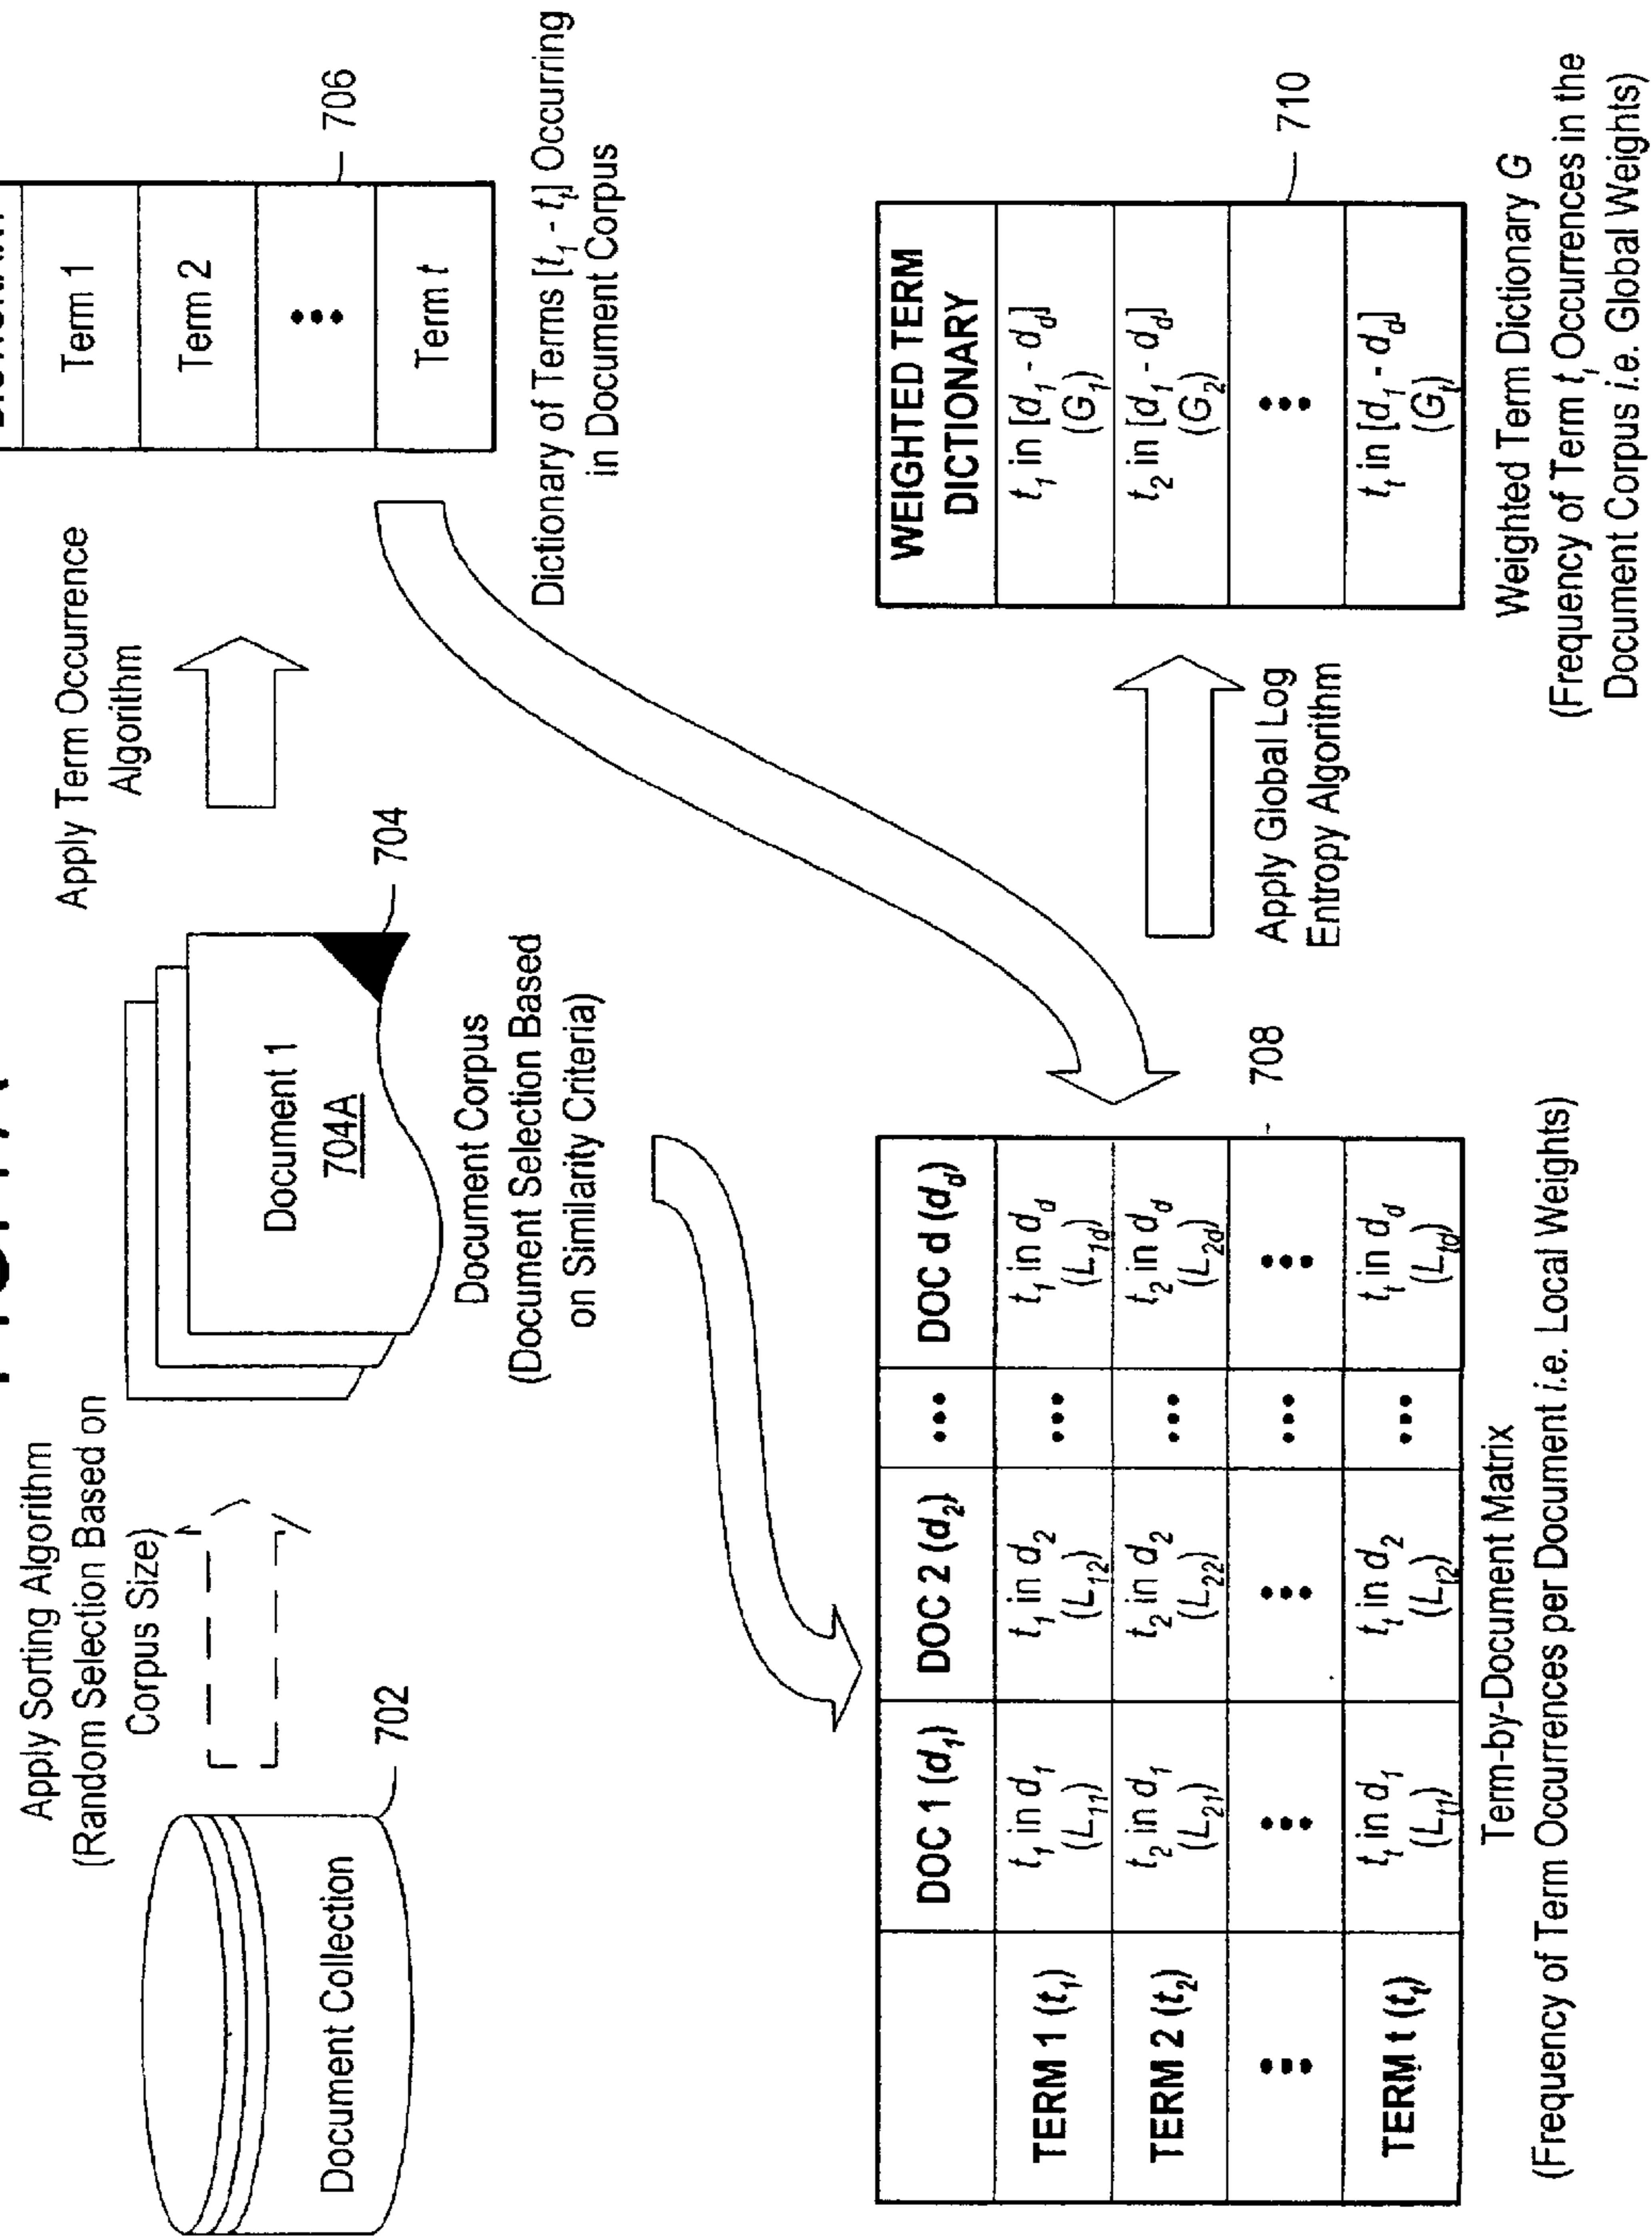 Apply Sorting Algorithm
(Random Selection Based on
Corpus Size)
Document Collection
702
Document 1
704A
704
Document Corpus
(Document Selection Based
on Similarity Criteria)
Apply Term Occurrence
Algorithm
Term 1
Term 2
•••
Term t
706
Dictionary of Terms [t1 - tt] Occurring
in Document Corpus
DOC 1 (d1) DOC 2 (d2) ••• DOC d (dd)
TERM 1 (t1) t1 in d1 (L11) t1 in d2 (L12) ••• t1 in dd (L1d)
TERM 2 (t2) t2 in d1 (L21) t2 in d2 (L22) ••• t2 in dd (L2d)
••• ••• ••• ••• •••
TERM t (tt) tt in d1 (Lt1) tt in d2 (Lt2) ••• tt in dd (Ltd)
708
Term-by-Document Matrix
(Frequency of Term Occurrences per Document i.e. Local Weights)
Apply Global Log
Entropy Algorithm
WEIGHTED TERM
DICTIONARY
t1 in [d1 - dd]
(G1)
t2 in [d1 - dd]
(G2)
•••
tt in [d1 - dd]
(Gt)
710
Weighted Term Dictionary G
(Frequency of Term ti Occurrences in the
Document Corpus i.e. Global Weights)